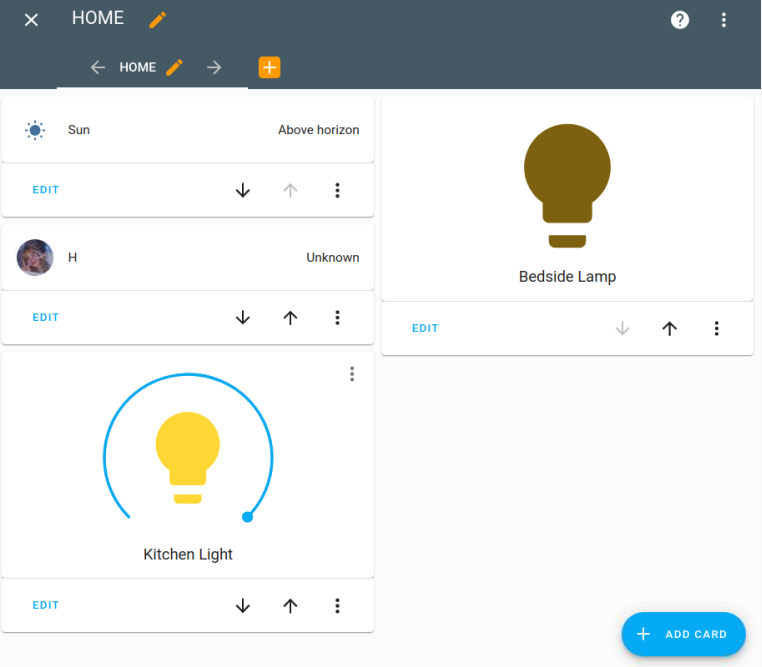 HOME
HOME
Sun Above horizon
EDIT
H Unknown
EDIT
Kitchen Light
EDIT
Bedside Lamp
EDIT
ADD CARD